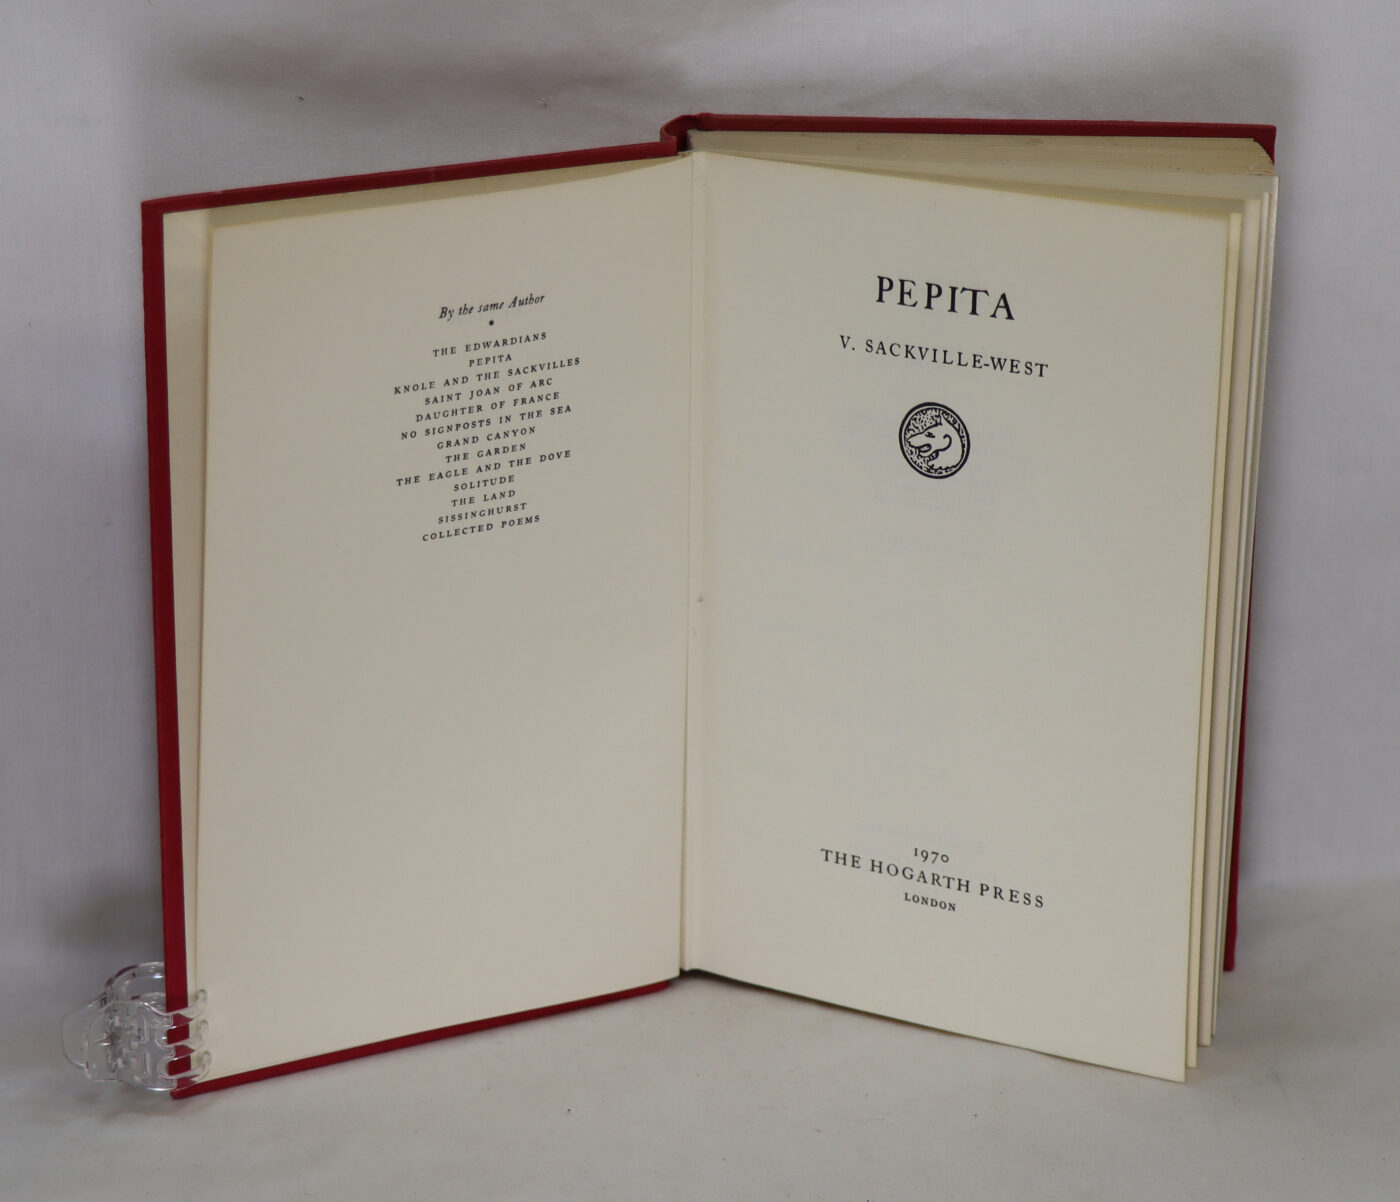 By the same Author
*
THE EDWARDIANS
PEPITA
KNOLE AND THE SACKVILLES
SAINT JOAN OF ARC
DAUGHTER OF FRANCE
NO SIGNPOSTS IN THE SEA
GRAND CANYON
THE GARDEN
THE EAGLE AND THE DOVE
SOLITUDE
THE LAND
SISSINGHURST
COLLECTED POEMS
PEPITA
V. SACKVILLE-WEST
1970
THE HOGARTH PRESS
LONDON